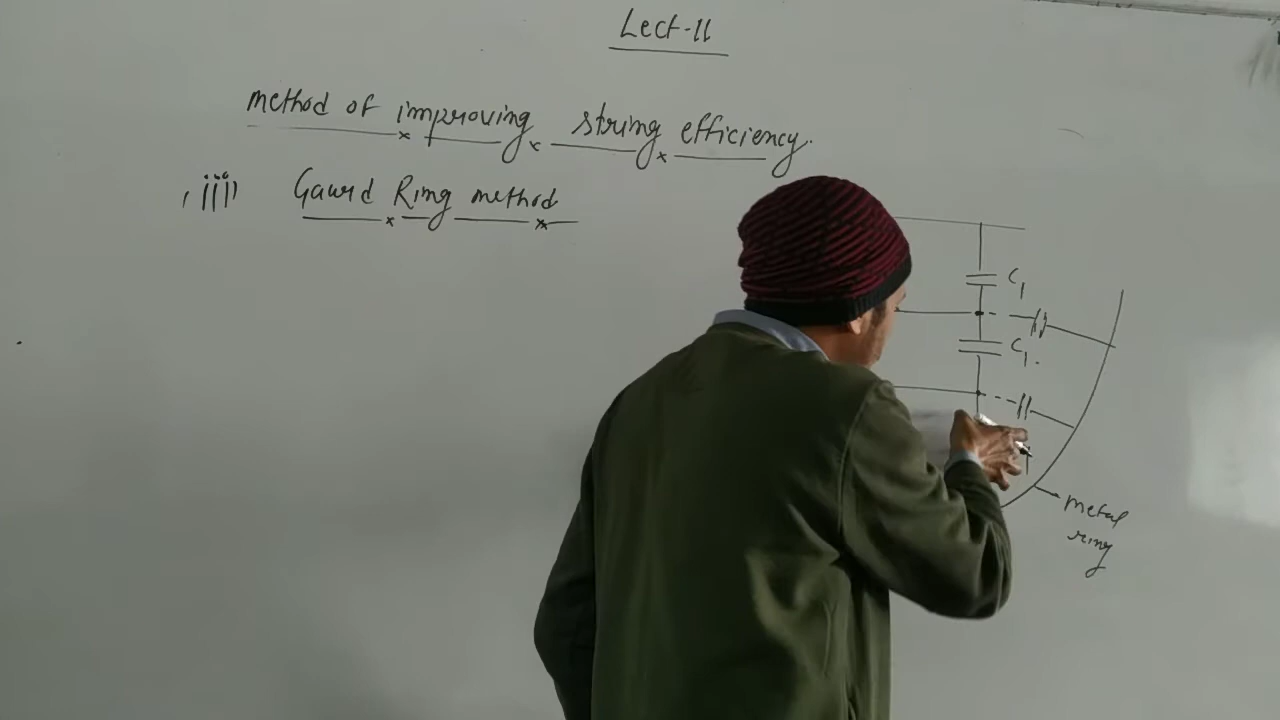 Lect-11
method of improving string efficiency.
(iii) Gaurd Ring method
C1
C1.
metal
ring